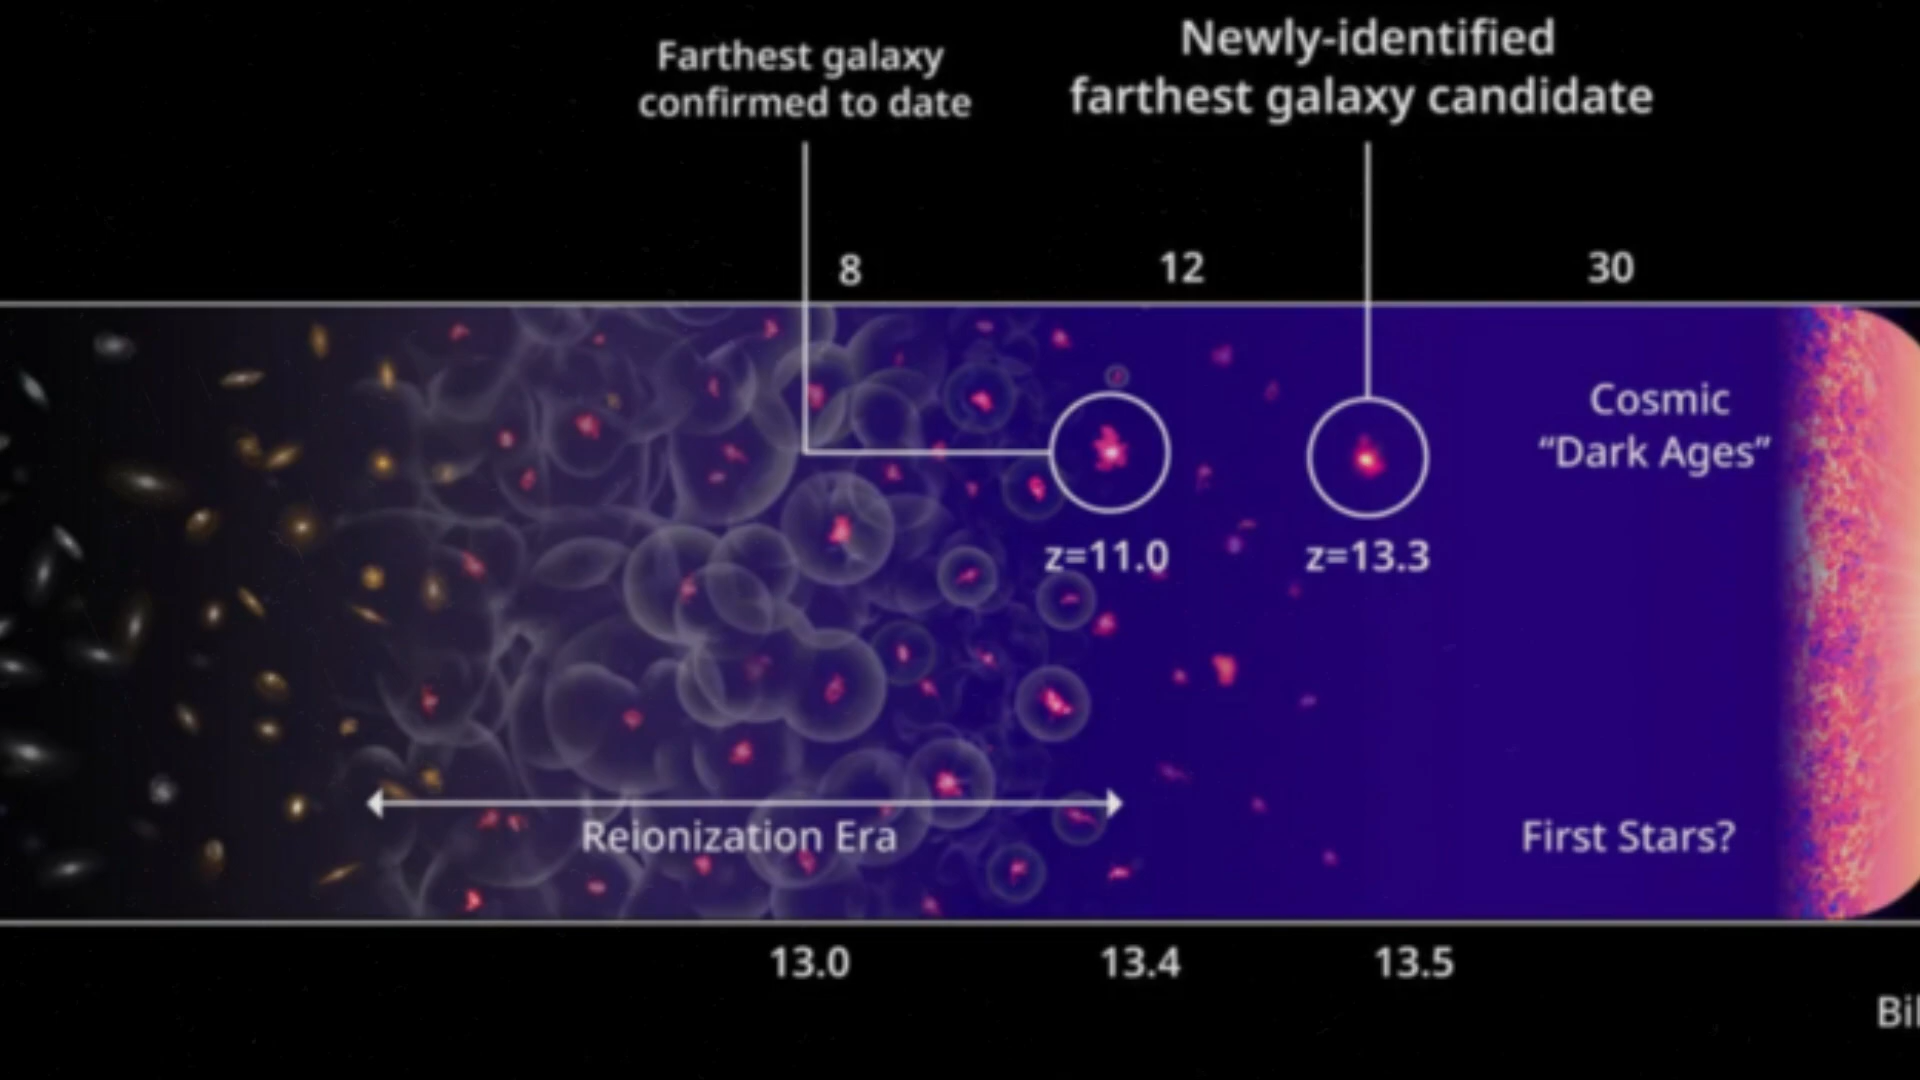 Farthest galaxy
confirmed to date
Newly-identified
farthest galaxy candidate
8
12
30
Cosmic
“Dark Ages”
z=11.0
z=13.3
Reionization Era
First Stars?
13.0
13.4
13.5